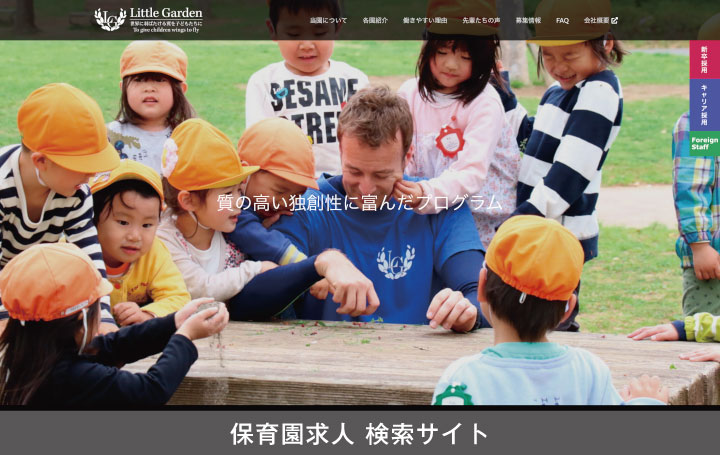 Little Garden
世界に羽ばたける翼を子どもたちに
To give children wings to fly
当園について
各園紹介
働きやすい理由
先輩たちの声
募集情報
FAQ
会社概要
新卒採用
キャリア採用
Foreign
Staff
SESAME
STREE
質の高い独創性に富んだプログラム
保育園求人 検索サイト